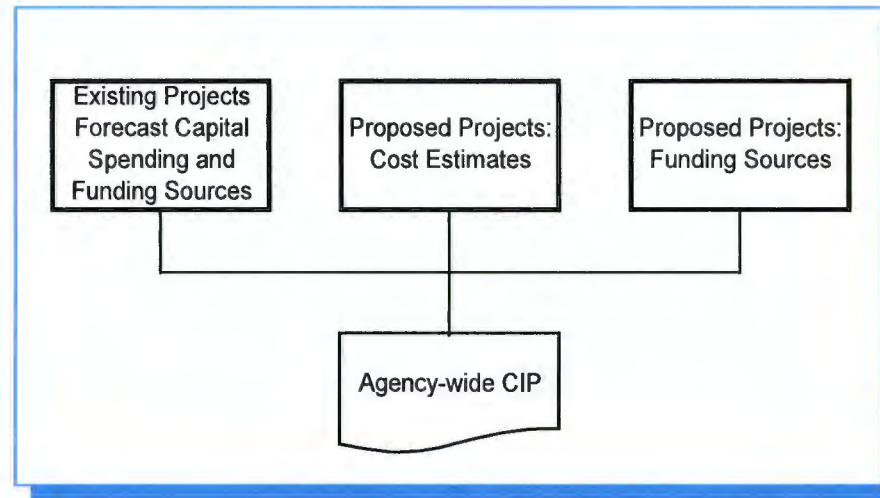 Existing Projects
Forecast Capital
Spending and
Funding Sources
Proposed Projects:
Cost Estimates
Proposed Projects:
Funding Sources
Agency-wide CIP